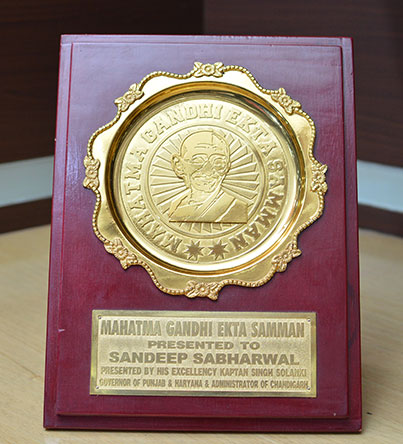 MAHATMA GANDHI EKTA SAMMAN
MAHATMA GANDHI EKTA SAMMAN
PRESENTED TO
SANDEEP SABHARWAL
PRESENTED BY HIS EXCELLENCY KAPTAN SINGH SOLANKI
GOVERNOR OF PUNJAB & HARYANA & ADMINISTRATOR OF CHANDIGARH.